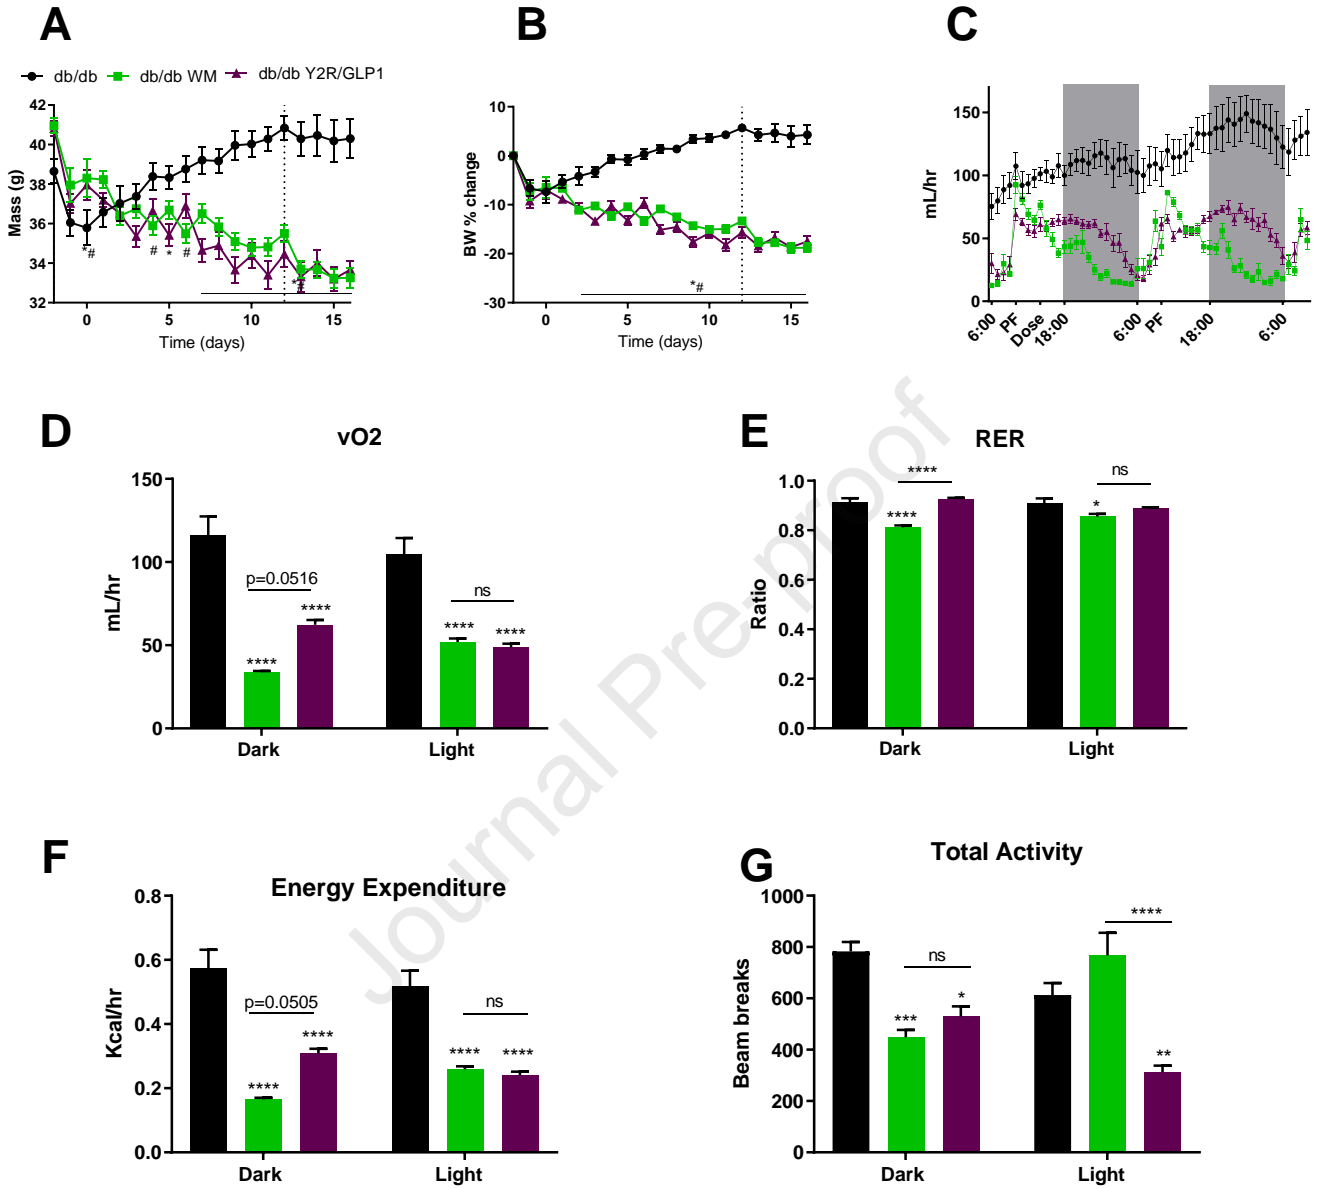 A
B
C
db/db
db/db WM
db/db Y2R/GLP1
Mass (g)
42
40
38
36
34
32
*#
#
*
#
*#
0
5
10
15
Time (days)
BW % change
10
0
-10
-20
-30
*#
0
5
10
15
Time (days)
mL/hr
150
100
50
0
6:00
PF
Dose
18:00
6:00
PF
18:00
6:00
D
vO2
mL/hr
150
100
50
0
p=0.0516
****
****
ns
****
****
Dark
Light
E
RER
Ratio
1.0
0.8
0.6
0.4
0.2
0.0
****
****
ns
*
Dark
Light
F
Energy Expenditure
Kcal/hr
0.8
0.6
0.4
0.2
0.0
p=0.0505
****
****
ns
****
****
Dark
Light
G
Total Activity
Beam breaks
1000
800
600
400
200
0
ns
***
*
****
**
Dark
Light
Journal Pre-proof